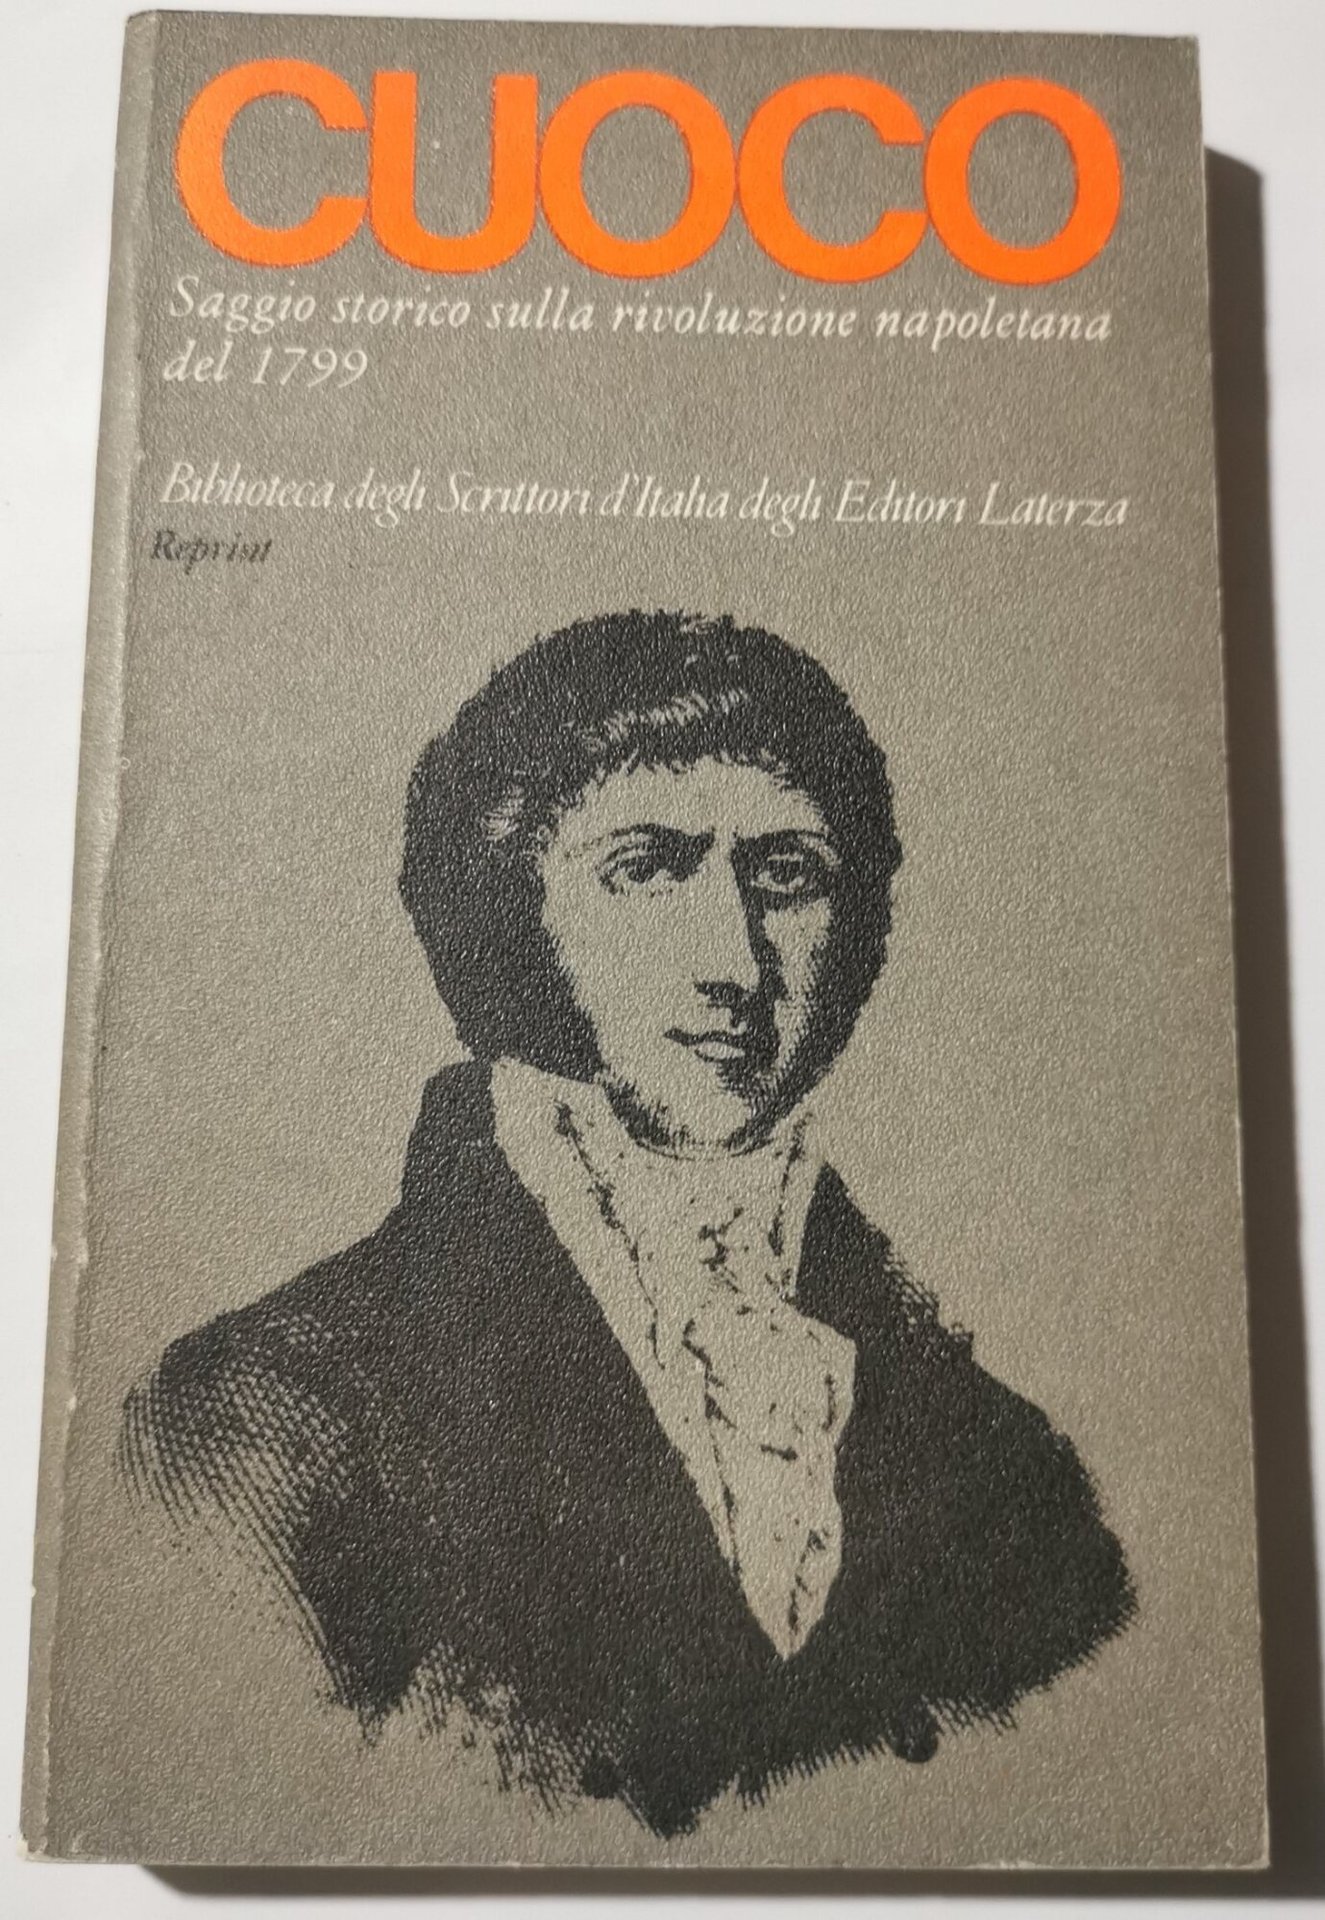 CUOCO
Saggio storico sulla rivoluzione napoletana
del 1799
Biblioteca degli Scrittori d'Italia degli Editori Laterza
Reprint